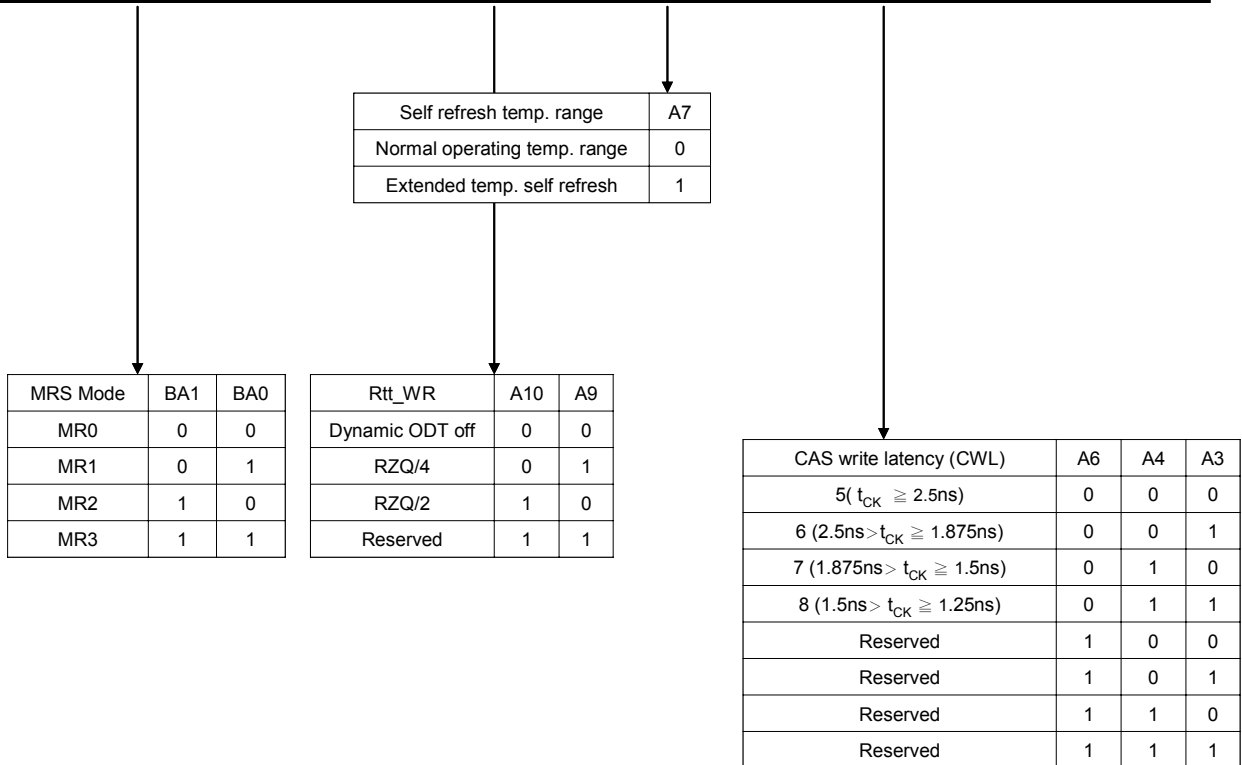 Self refresh temp. range A7
Normal operating temp. range 0
Extended temp. self refresh 1
MRS Mode BA1 BA0
MR0 0 0
MR1 0 1
MR2 1 0
MR3 1 1
Rtt_WR A10 A9
Dynamic ODT off 0 0
RZQ/4 0 1
RZQ/2 1 0
Reserved 1 1
CAS write latency (CWL) A6 A4 A3
5( tCK ≧ 2.5ns) 0 0 0
6 (2.5ns>tCK ≧ 1.875ns) 0 0 1
7 (1.875ns> tCK ≧ 1.5ns) 0 1 0
8 (1.5ns> tCK ≧ 1.25ns) 0 1 1
Reserved 1 0 0
Reserved 1 0 1
Reserved 1 1 0
Reserved 1 1 1